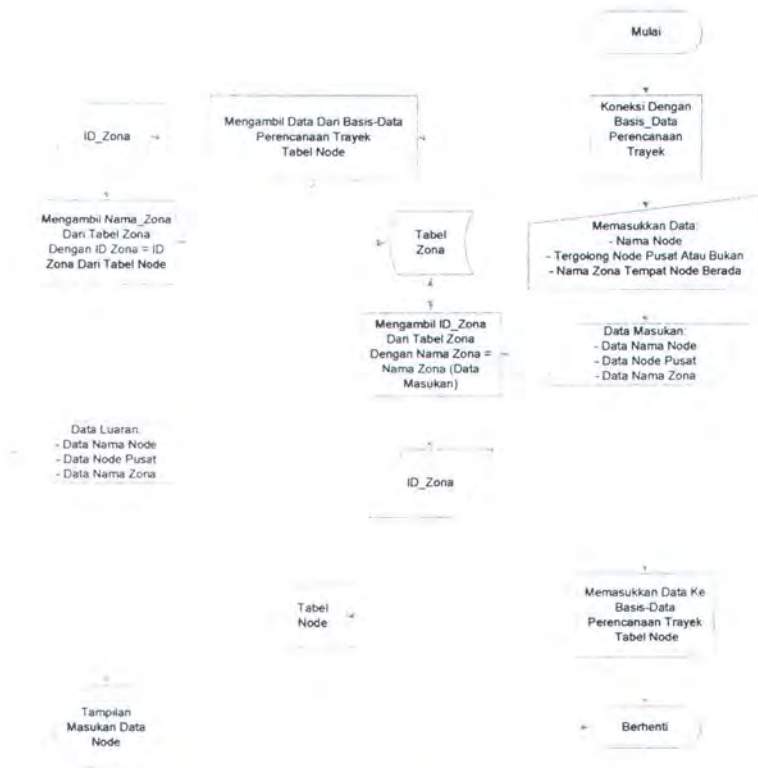 Mulai
Koneksi Dengan
Basis_Data
Perencanaan
Trayek
Mengambil Data Dari Basis-Data
Perencanaan Trayek
Tabel Node
ID_Zona
Mengambil Nama_Zona
Dari Tabel Zona
Dengan ID Zona = ID
Zona Dari Tabel Node
Tabel
Zona
Memasukkan Data:
- Nama Node
- Tergolong Node Pusat Atau Bukan
- Nama Zona Tempat Node Berada
Mengambil ID_Zona
Dari Tabel Zona
Dengan Nama Zona =
Nama Zona (Data
Masukan)
Data Masukan:
- Data Nama Node
- Data Node Pusat
- Data Nama Zona
Data Luaran:
- Data Nama Node
- Data Node Pusat
- Data Nama Zona
ID_Zona
Tabel
Node
Memasukkan Data Ke
Basis-Data
Perencanaan Trayek
Tabel Node
Tampilan
Masukan Data
Node
Berhenti